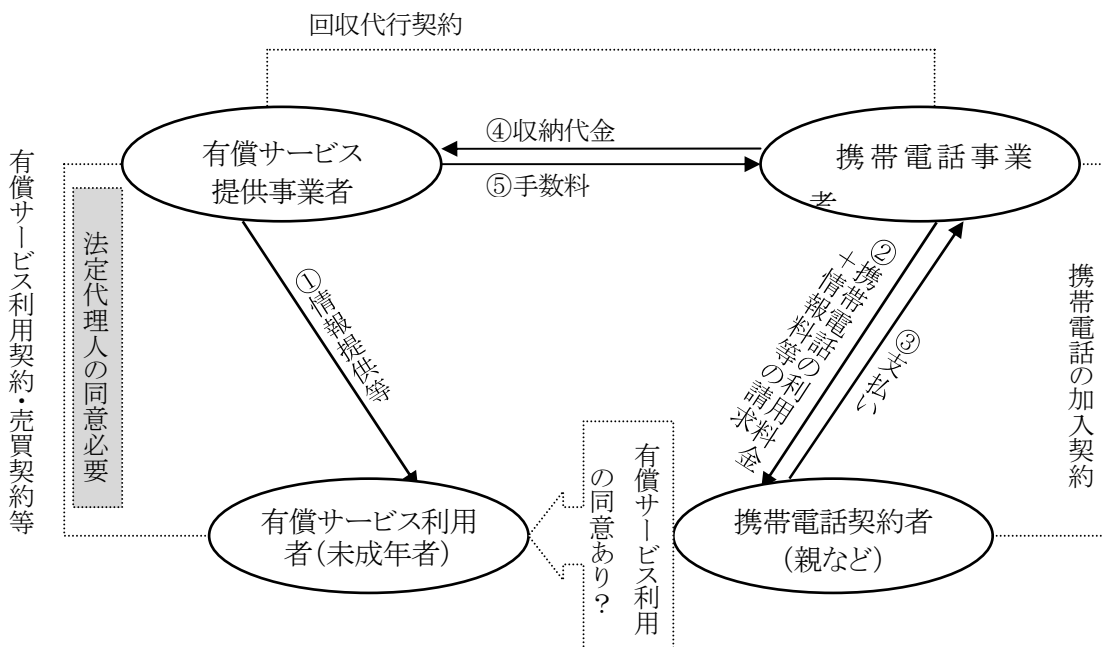 回収代行契約
有償サービス
提供事業者
④収納代金
⑤手数料
携帯電話事業
者
有償サービス利用契約・売買契約等
法定代理人の同意必要
①情報提供等
②携帯電話の利用料金
＋情報料等の請求
③支払い
携帯電話の加入契約
有償サービス利用
者(未成年者)
有償サービス利用
の同意あり？
携帯電話契約者
(親など)